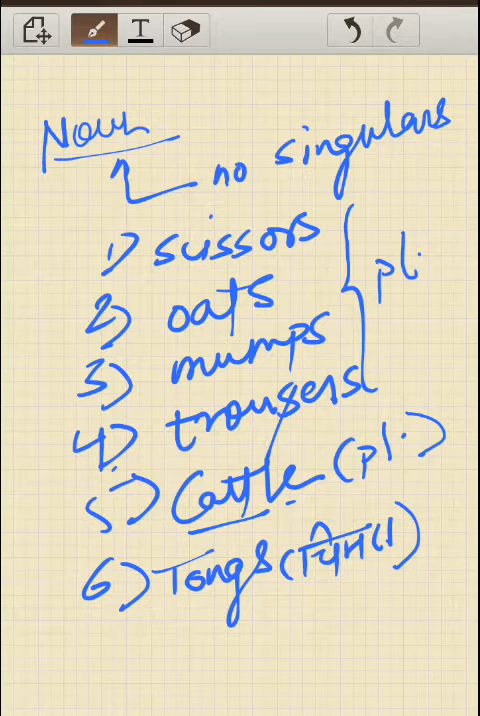 Noun
no singulars
1) scissors
2) oats
3) mumps
4) trousers
pl.
5) Cattle (pl.)
6) Tongs (चिमटा)
T